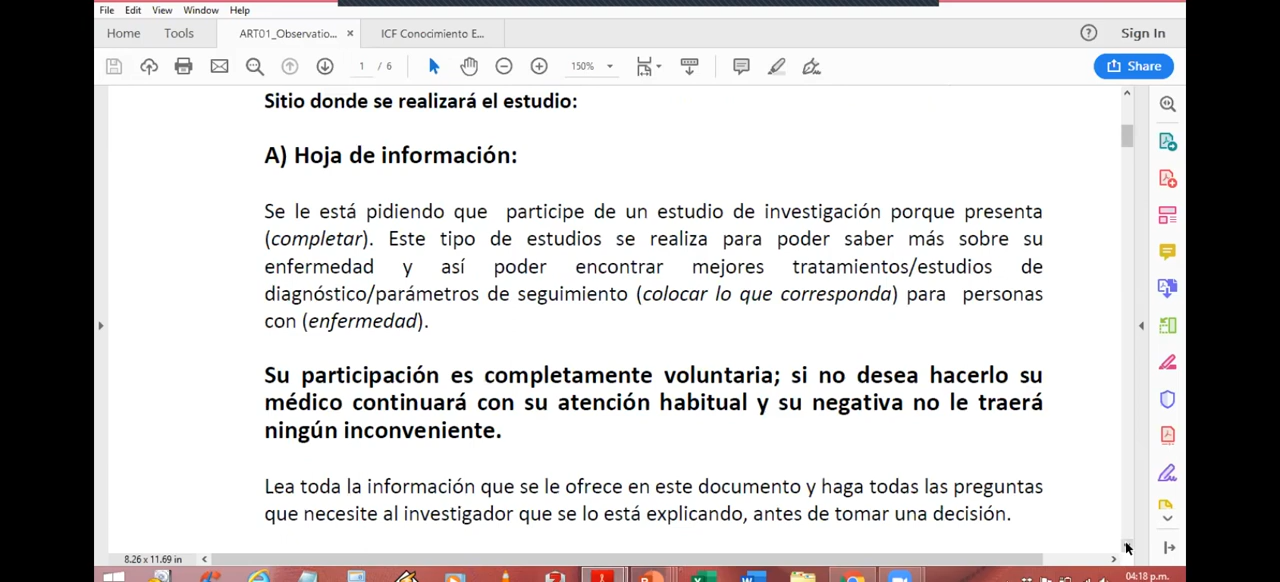 File Edit View Window Help
Home Tools ART01_Observatio... × ICF Conocimiento E... Sign In
1 / 6 150% Share
Sitio donde se realizará el estudio:
A) Hoja de información:
Se le está pidiendo que participe de un estudio de investigación porque presenta
(completar). Este tipo de estudios se realiza para poder saber más sobre su
enfermedad y así poder encontrar mejores tratamientos/estudios de
diagnóstico/parámetros de seguimiento (colocar lo que corresponda) para personas
con (enfermedad).
Su participación es completamente voluntaria; si no desea hacerlo su
médico continuará con su atención habitual y su negativa no le traerá
ningún inconveniente.
Lea toda la información que se le ofrece en este documento y haga todas las preguntas
que necesite al investigador que se lo está explicando, antes de tomar una decisión.
8.26 x 11.69 in
04:18 p.m.